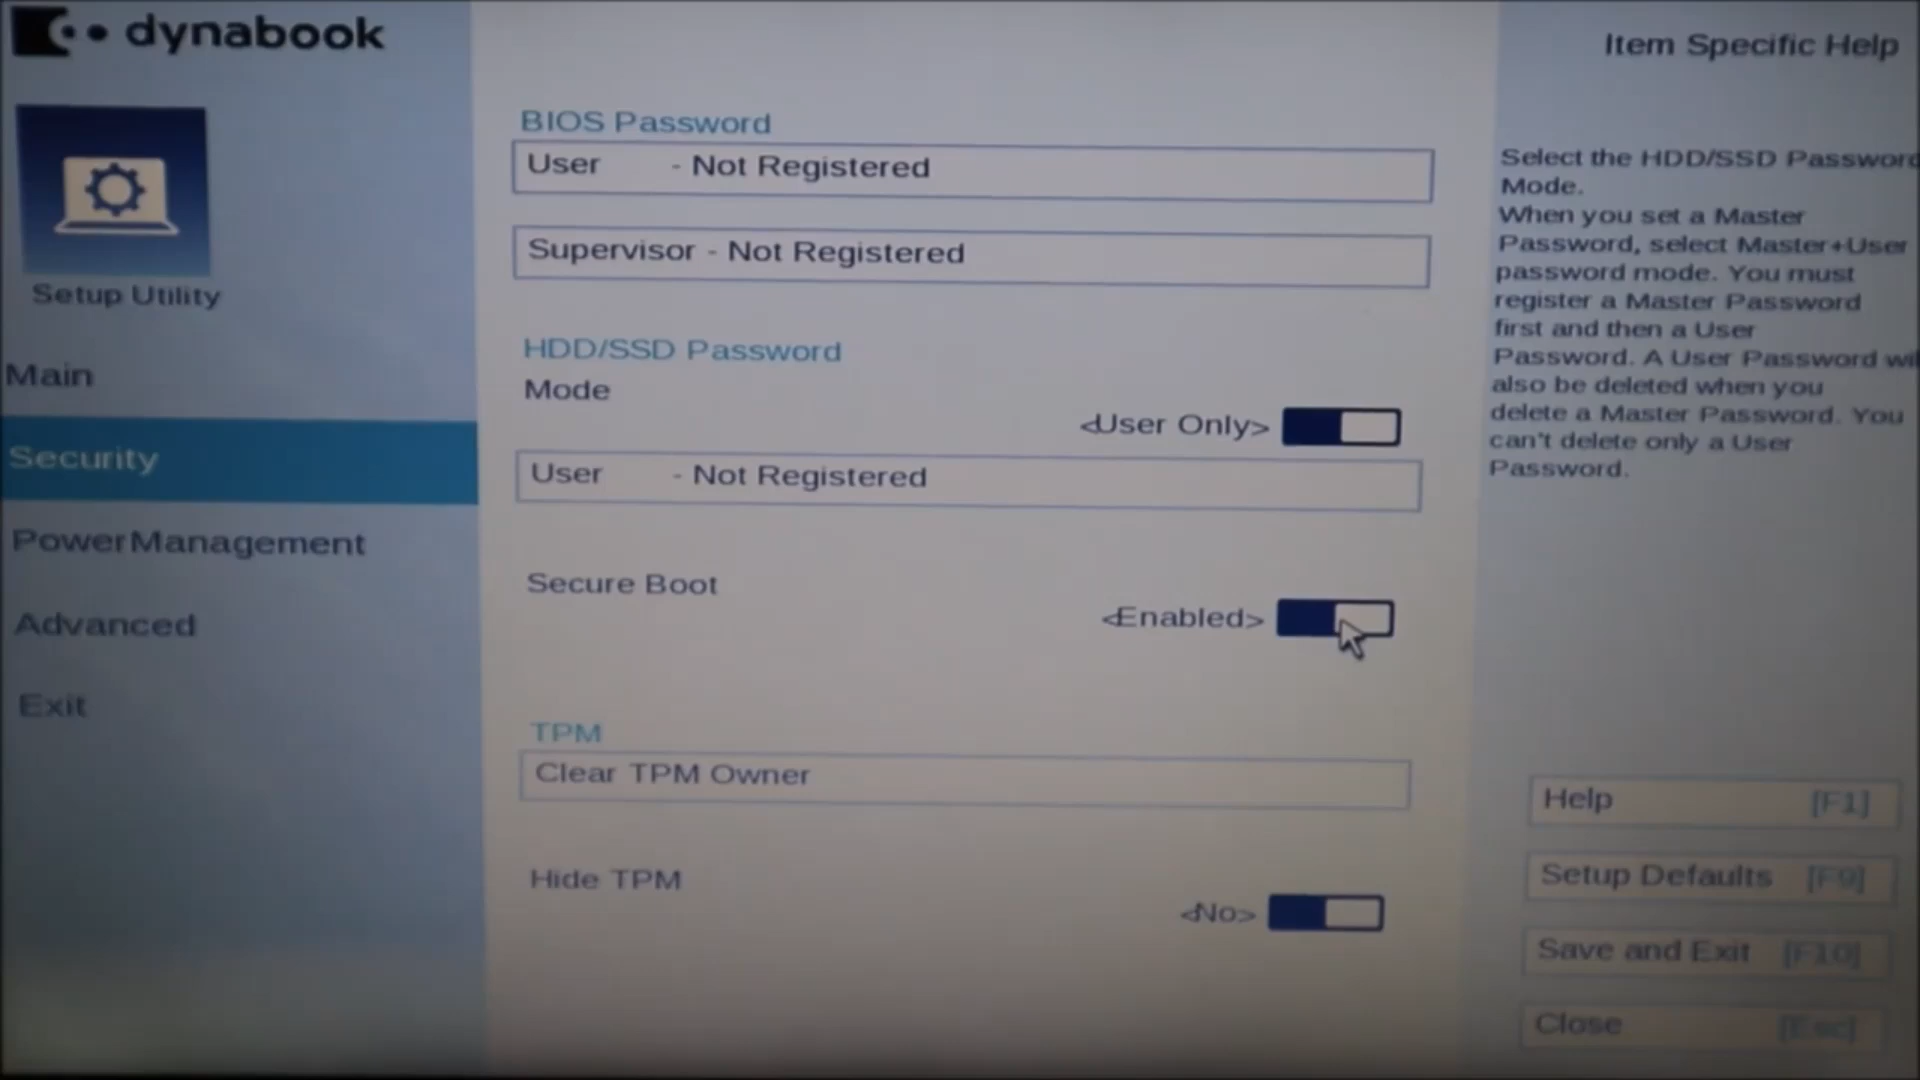 dynabook
Setup Utility
Main
Security
PowerManagement
Advanced
Exit
BIOS Password
User - Not Registered
Supervisor - Not Registered
HDD/SSD Password
Mode
<User Only>
User - Not Registered
Secure Boot
<Enabled>
TPM
Clear TPM Owner
Hide TPM
<No>
Item Specific Help
Select the HDD/SSD Password
Mode.
When you set a Master
Password, select Master+User
password mode. You must
register a Master Password
first and then a User
Password. A User Password will
also be deleted when you
delete a Master Password. You
can't delete only a User
Password.
Help [F1]
Setup Defaults [F9]
Save and Exit [F10]
Close [Esc]